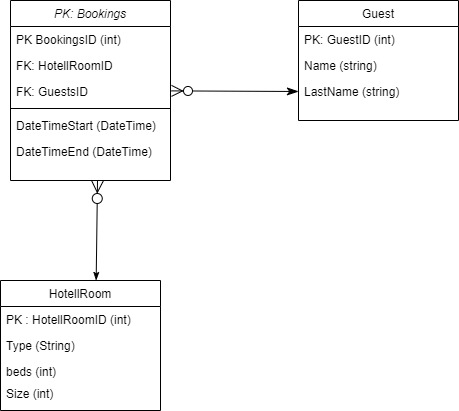 PK: Bookings
PK BookingsID (int)
FK: HotellRoomID
FK: GuestsID
DateTimeStart (DateTime)
DateTimeEnd (DateTime)
Guest
PK: GuestID (int)
Name (string)
LastName (string)
HotellRoom
PK : HotellRoomID (int)
Type (String)
beds (int)
Size (int)